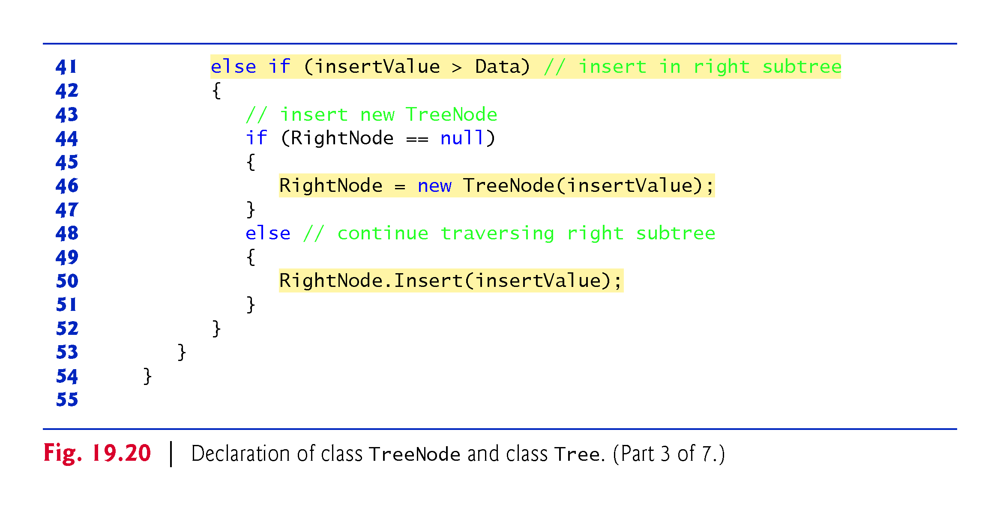 41 else if (insertValue > Data) // insert in right subtree
42 {
43 // insert new TreeNode
44 if (RightNode == null)
45 {
46 RightNode = new TreeNode(insertValue);
47 }
48 else // continue traversing right subtree
49 {
50 RightNode.Insert(insertValue);
51 }
52 }
53 }
54 }
55
Fig. 19.20 | Declaration of class TreeNode and class Tree. (Part 3 of 7.)